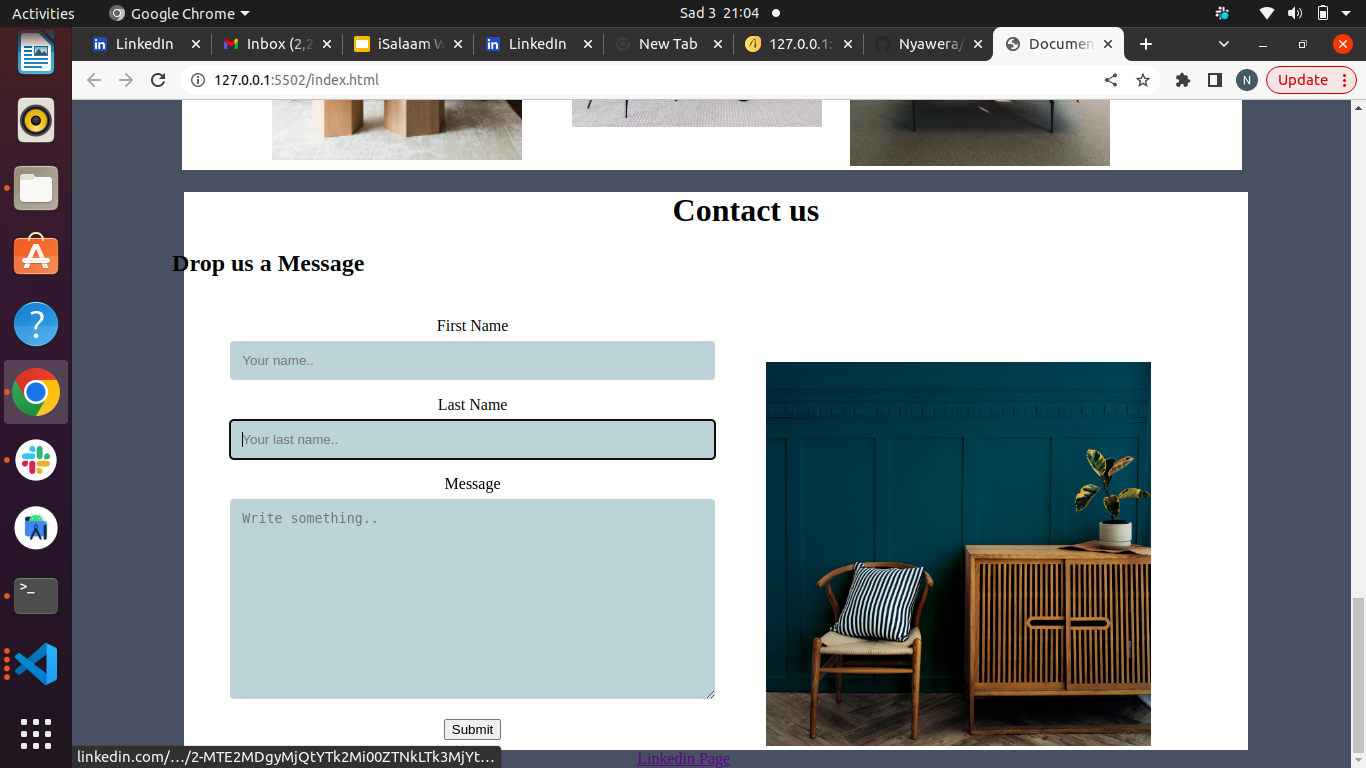 Activities Google Chrome Sad 3 21:04
LinkedIn Inbox (2,2 iSalaam W LinkedIn New Tab 127.0.0.1: Nyawera/ Documen
127.0.0.1:5502/index.html N Update
Contact us
Drop us a Message
First Name
Your name..
Last Name
Your last name..
Message
Write something..
Submit
Linkedin Page
linkedin.com/…/2-MTE2MDgyMjQtYTk2Mi00ZTNkLTk3MjYt…